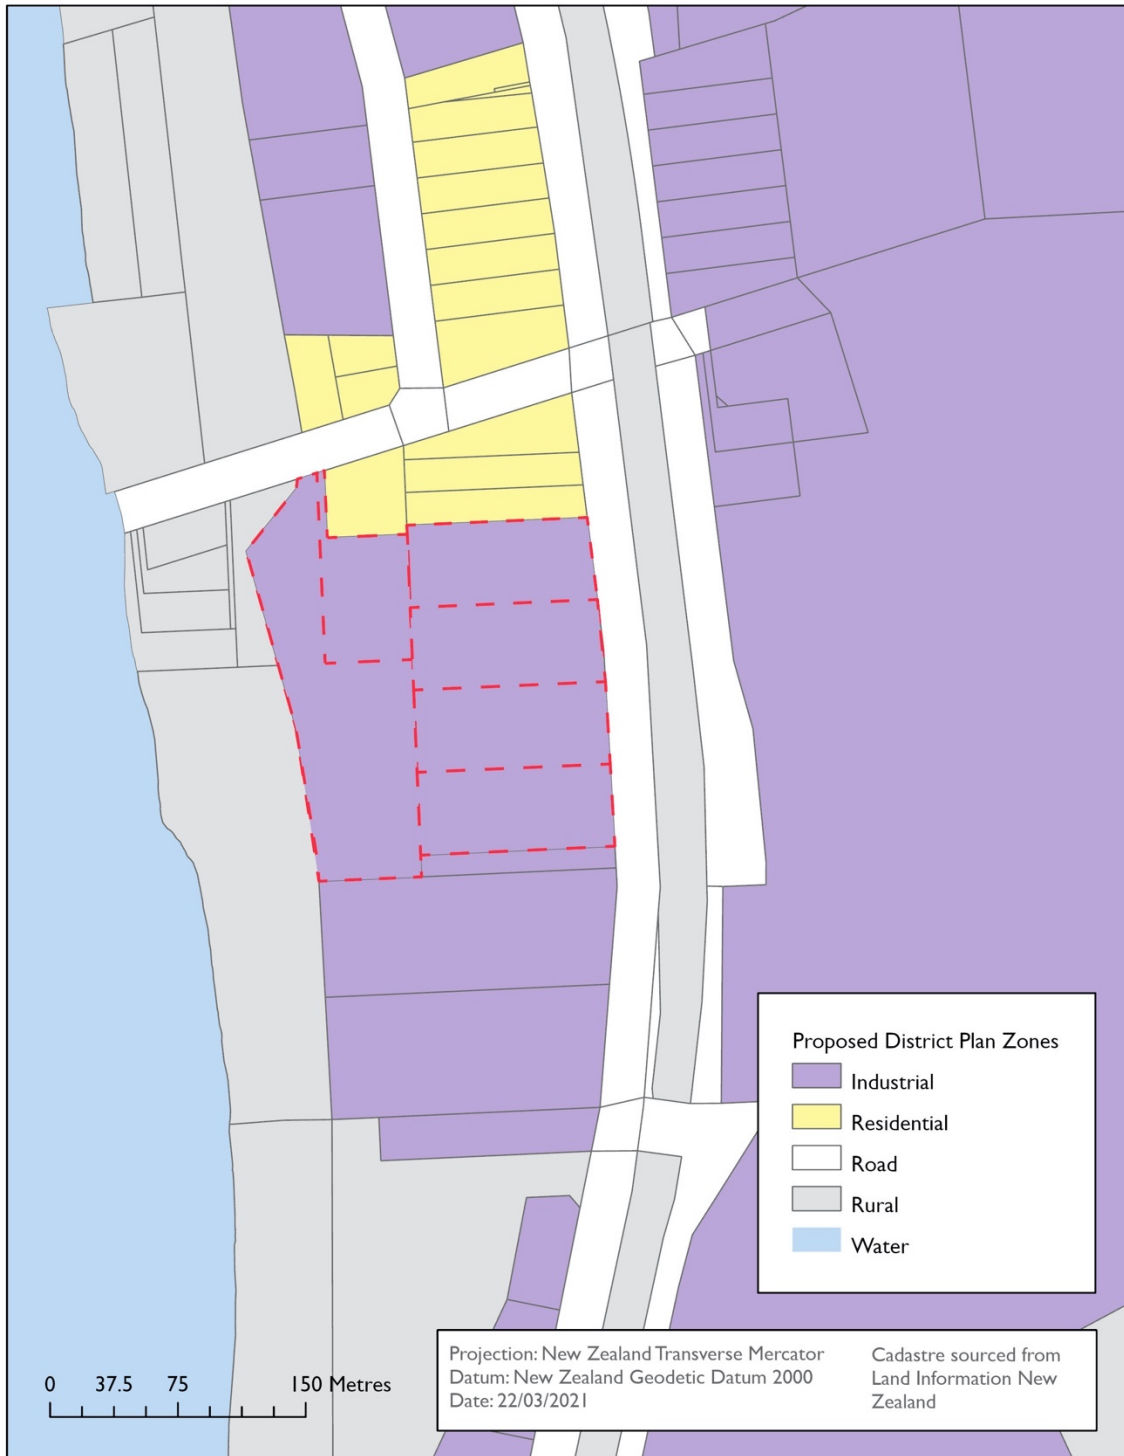 Proposed District Plan Zones
Industrial
Residential
Road
Rural
Water
Projection: New Zealand Transverse Mercator
Datum: New Zealand Geodetic Datum 2000
Date: 22/03/2021
Cadastre sourced from
Land Information New
Zealand
0 37.5 75 150 Metres